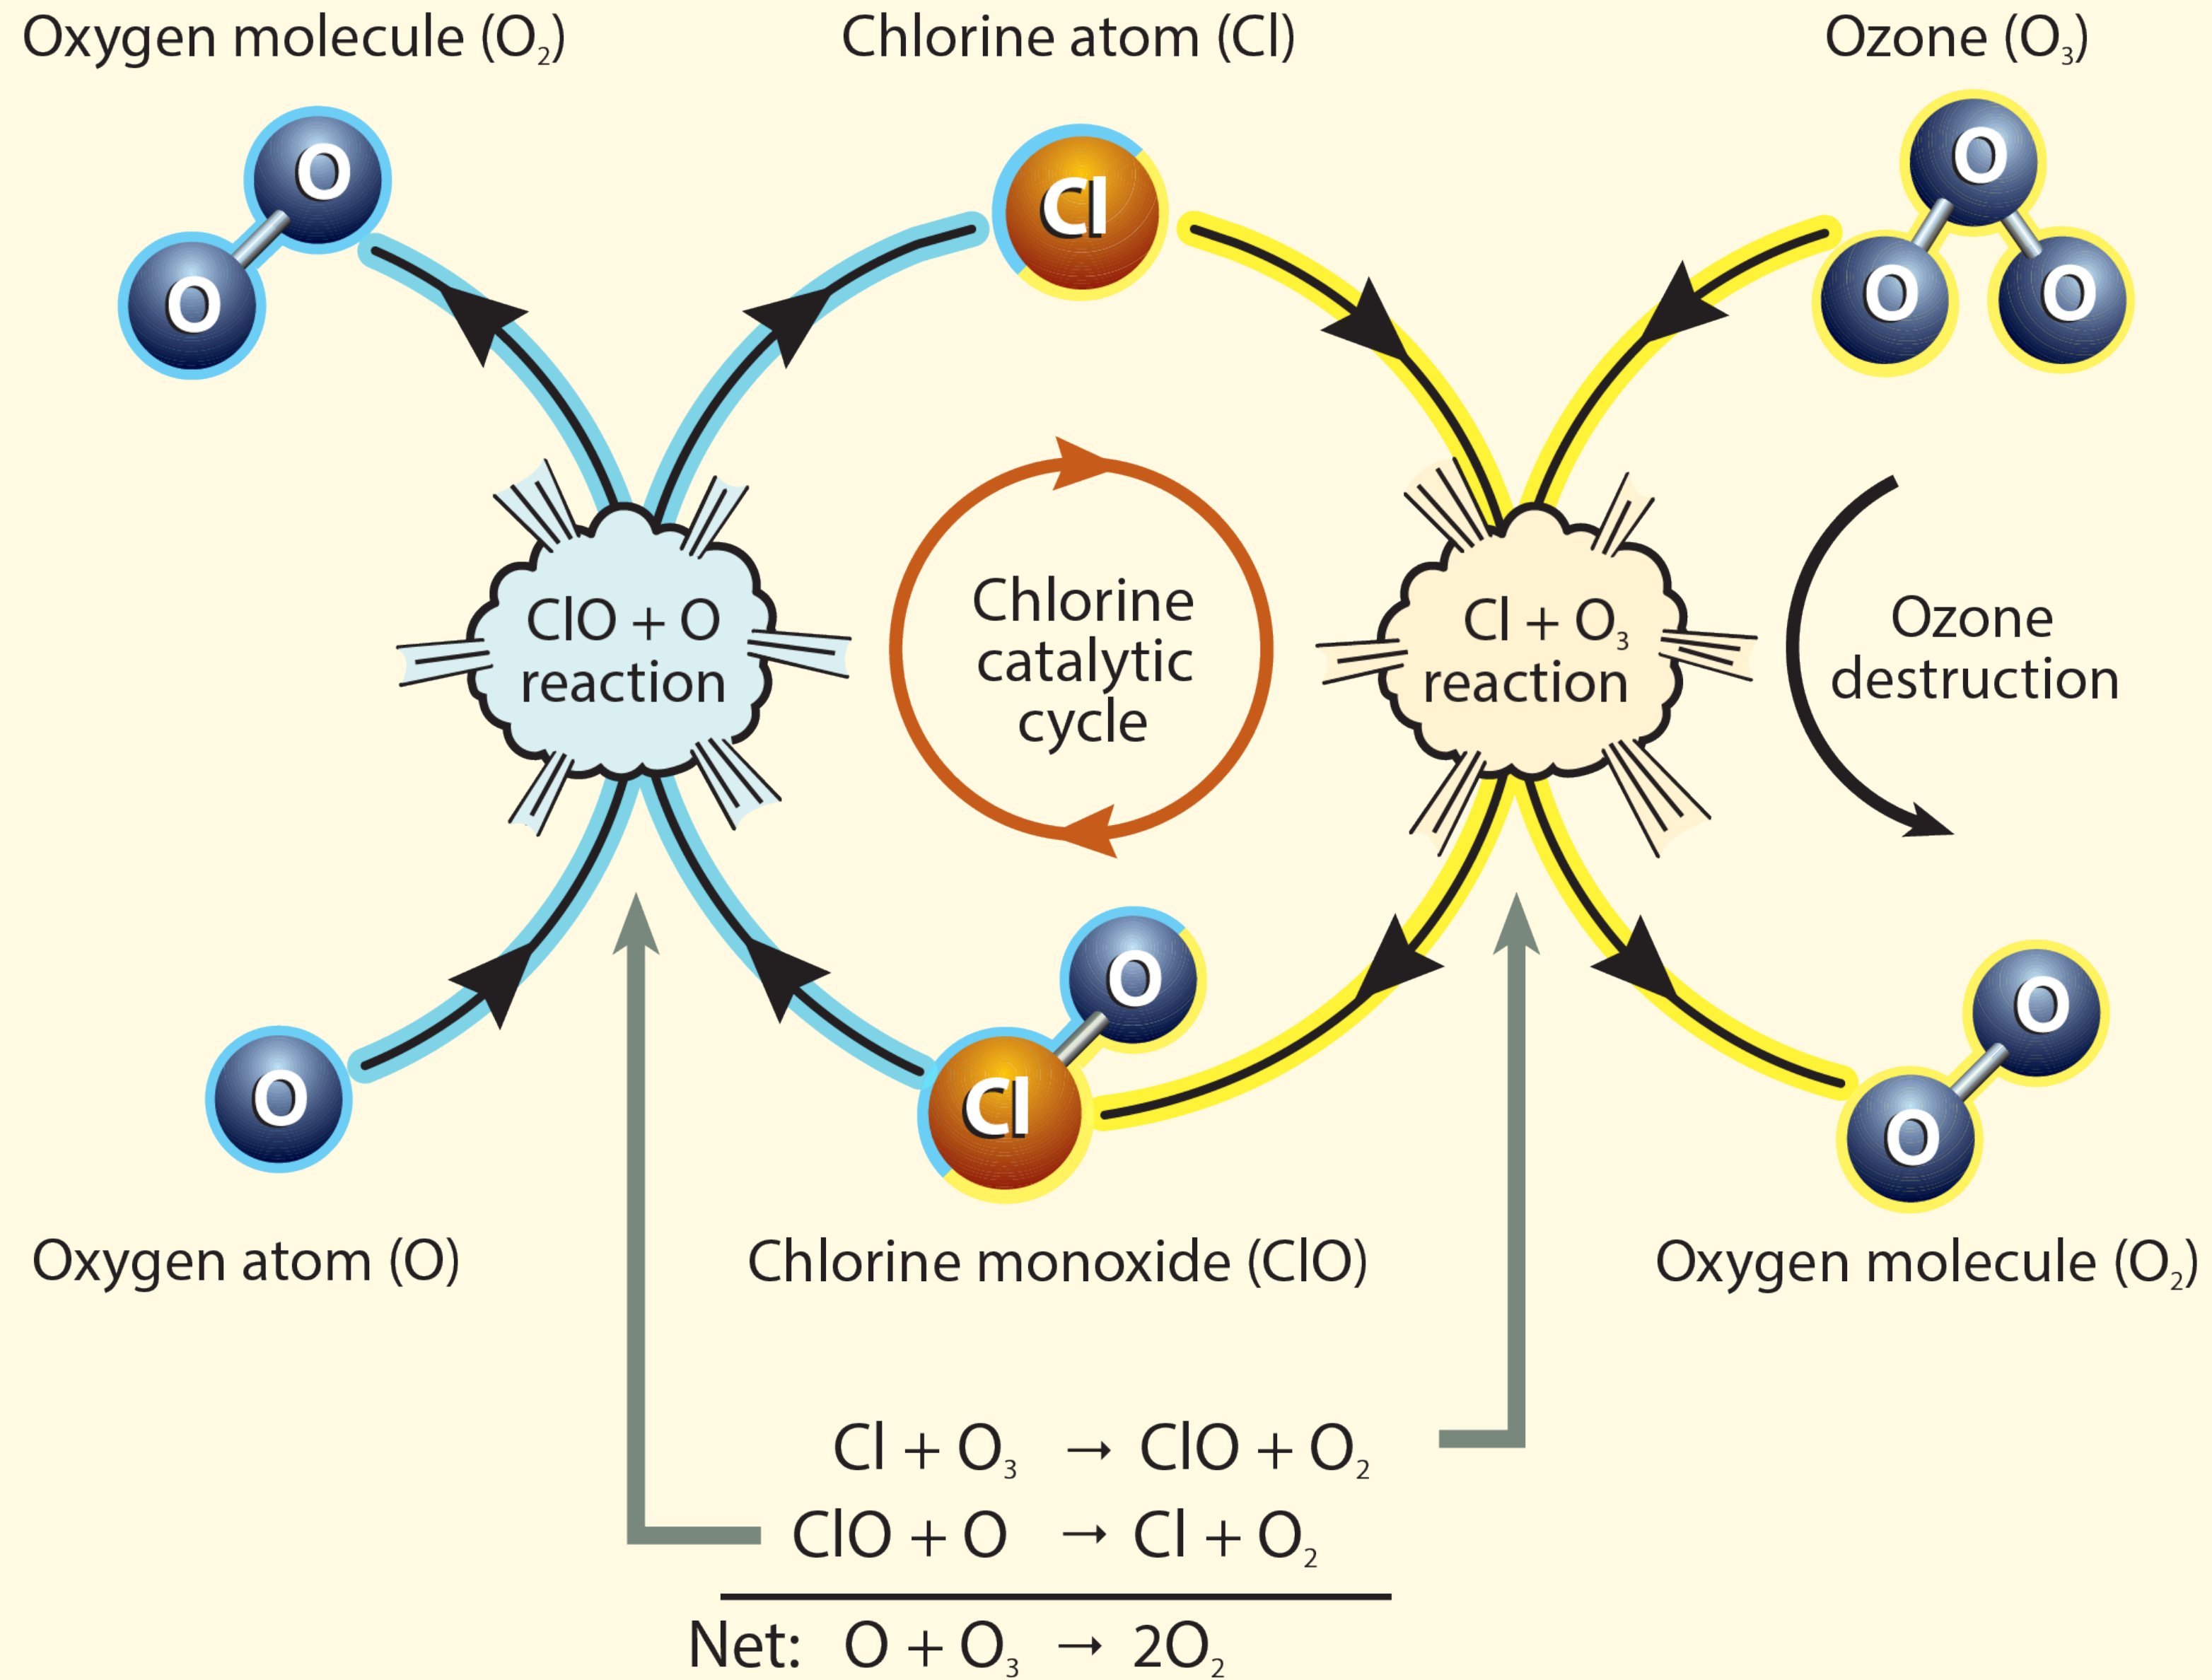 Oxygen molecule (O₂)
Chlorine atom (Cl)
Ozone (O₃)
O
O
Cl
O
O
O
ClO + O
reaction
Chlorine
catalytic
cycle
Cl + O₃
reaction
Ozone
destruction
O
Cl
O
O
O
Oxygen atom (O)
Chlorine monoxide (ClO)
Oxygen molecule (O₂)
Cl + O₃ → ClO + O₂
ClO + O → Cl + O₂
Net: O + O₃ → 2O₂